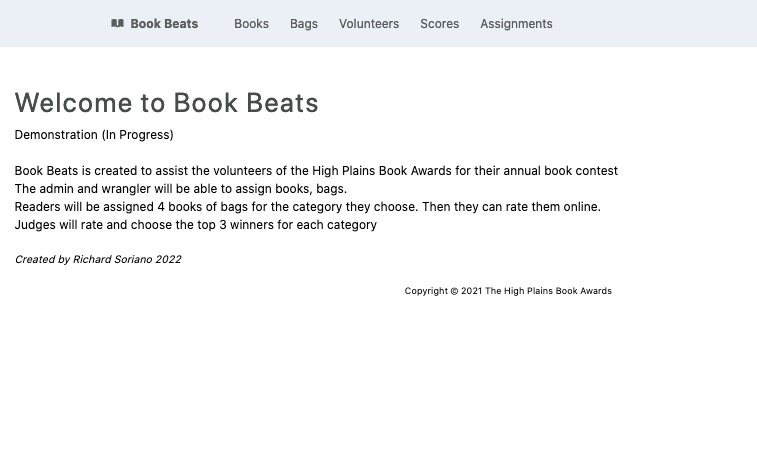 Book Beats Books Bags Volunteers Scores Assignments
Welcome to Book Beats
Demonstration (In Progress)
Book Beats is created to assist the volunteers of the High Plains Book Awards for their annual book contest
The admin and wrangler will be able to assign books, bags.
Readers will be assigned 4 books of bags for the category they choose. Then they can rate them online.
Judges will rate and choose the top 3 winners for each category
Created by Richard Soriano 2022
Copyright © 2021 The High Plains Book Awards